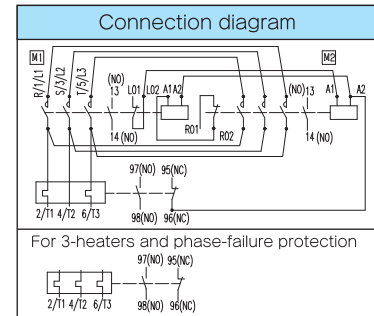 Connection diagram
M1 M2
R/1/L1 S/3/L2 T/5/L3
(NO) 13 L01 L02 A1 A2 (NO) 13 A1 A2
14(NO) R01 R02 14(NO)
97(NO) 95(NC)
2/T1 4/T2 6/T3 98(NO) 96(NC)
For 3-heaters and phase-failure protection
97(NO) 95(NC)
2/T1 4/T2 6/T3 98(NO) 96(NC)